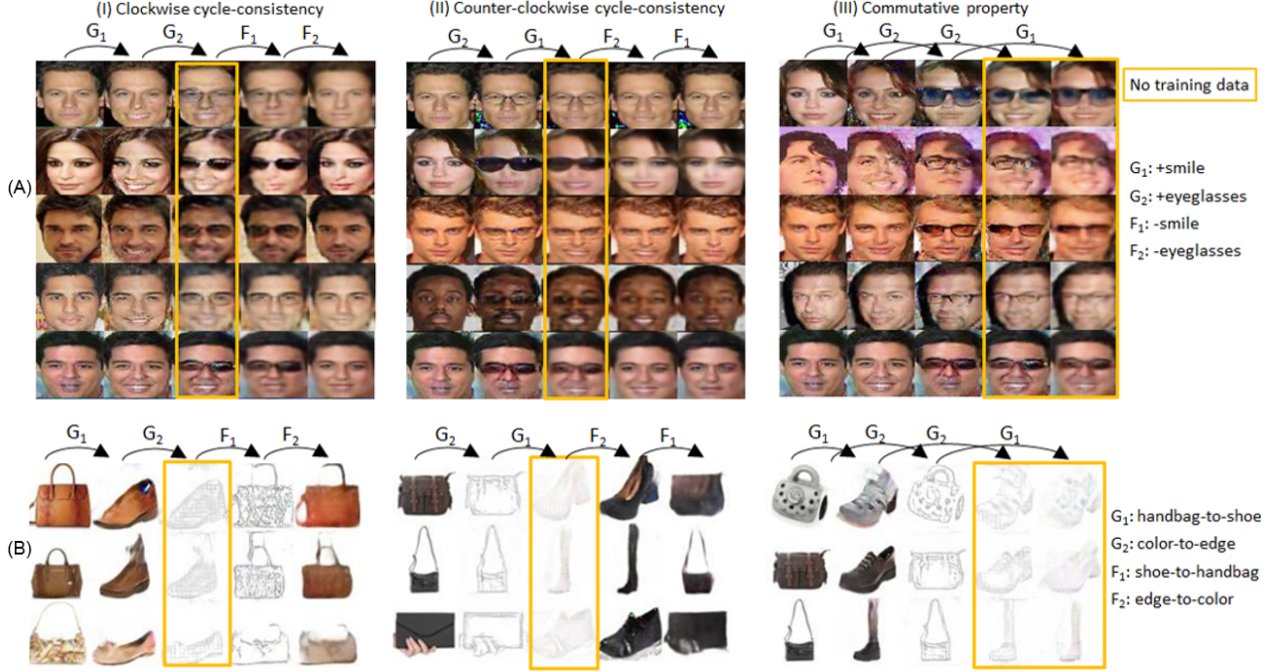 (I) Clockwise cycle-consistency
(II) Counter-clockwise cycle-consistency
(III) Commutative property
G₁ G₂ F₁ F₂
G₂ G₁ F₂ F₁
G₁ G₂ G₂ G₁
No training data
(A)
G₁: +smile
G₂: +eyeglasses
F₁: -smile
F₂: -eyeglasses
G₁ G₂ F₁ F₂
G₂ G₁ F₂ F₁
G₁ G₂ G₂ G₁
(B)
G₁: handbag-to-shoe
G₂: color-to-edge
F₁: shoe-to-handbag
F₂: edge-to-color